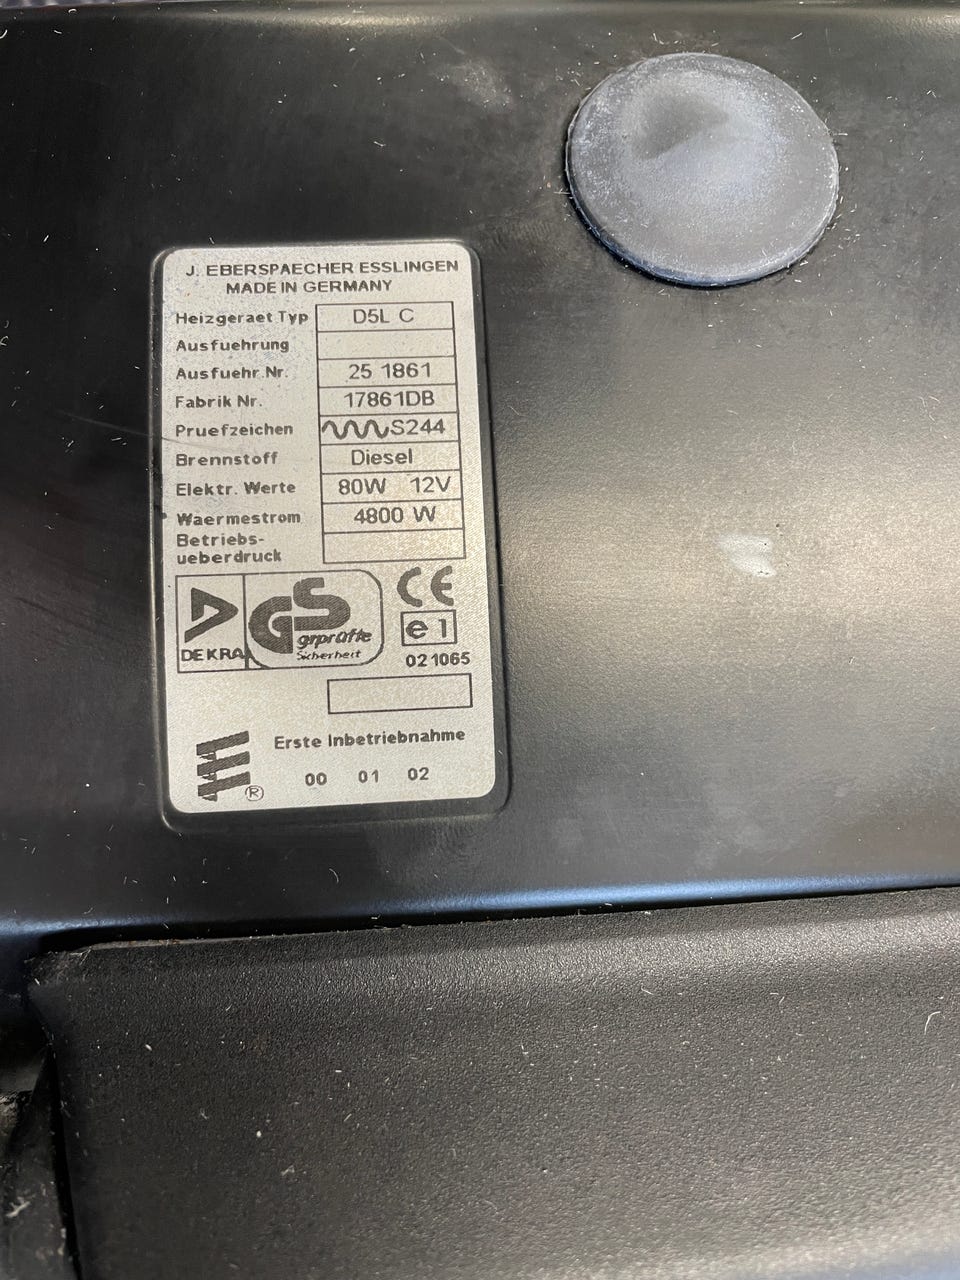 J. EBERSPAECHER ESSLINGEN
MADE IN GERMANY
Heizgeraet Typ D5L C
Ausfuehrung
Ausfuehr.Nr. 25 1861
Fabrik Nr. 17861DB
Pruefzeichen S244
Brennstoff Diesel
Elektr. Werte 80W 12V
Waermestrom 4800 W
Betriebs-
ueberdruck
DEKRA GS geprüfte Sicherheit CE
e1
021065
Erste Inbetriebnahme
® 00 01 02